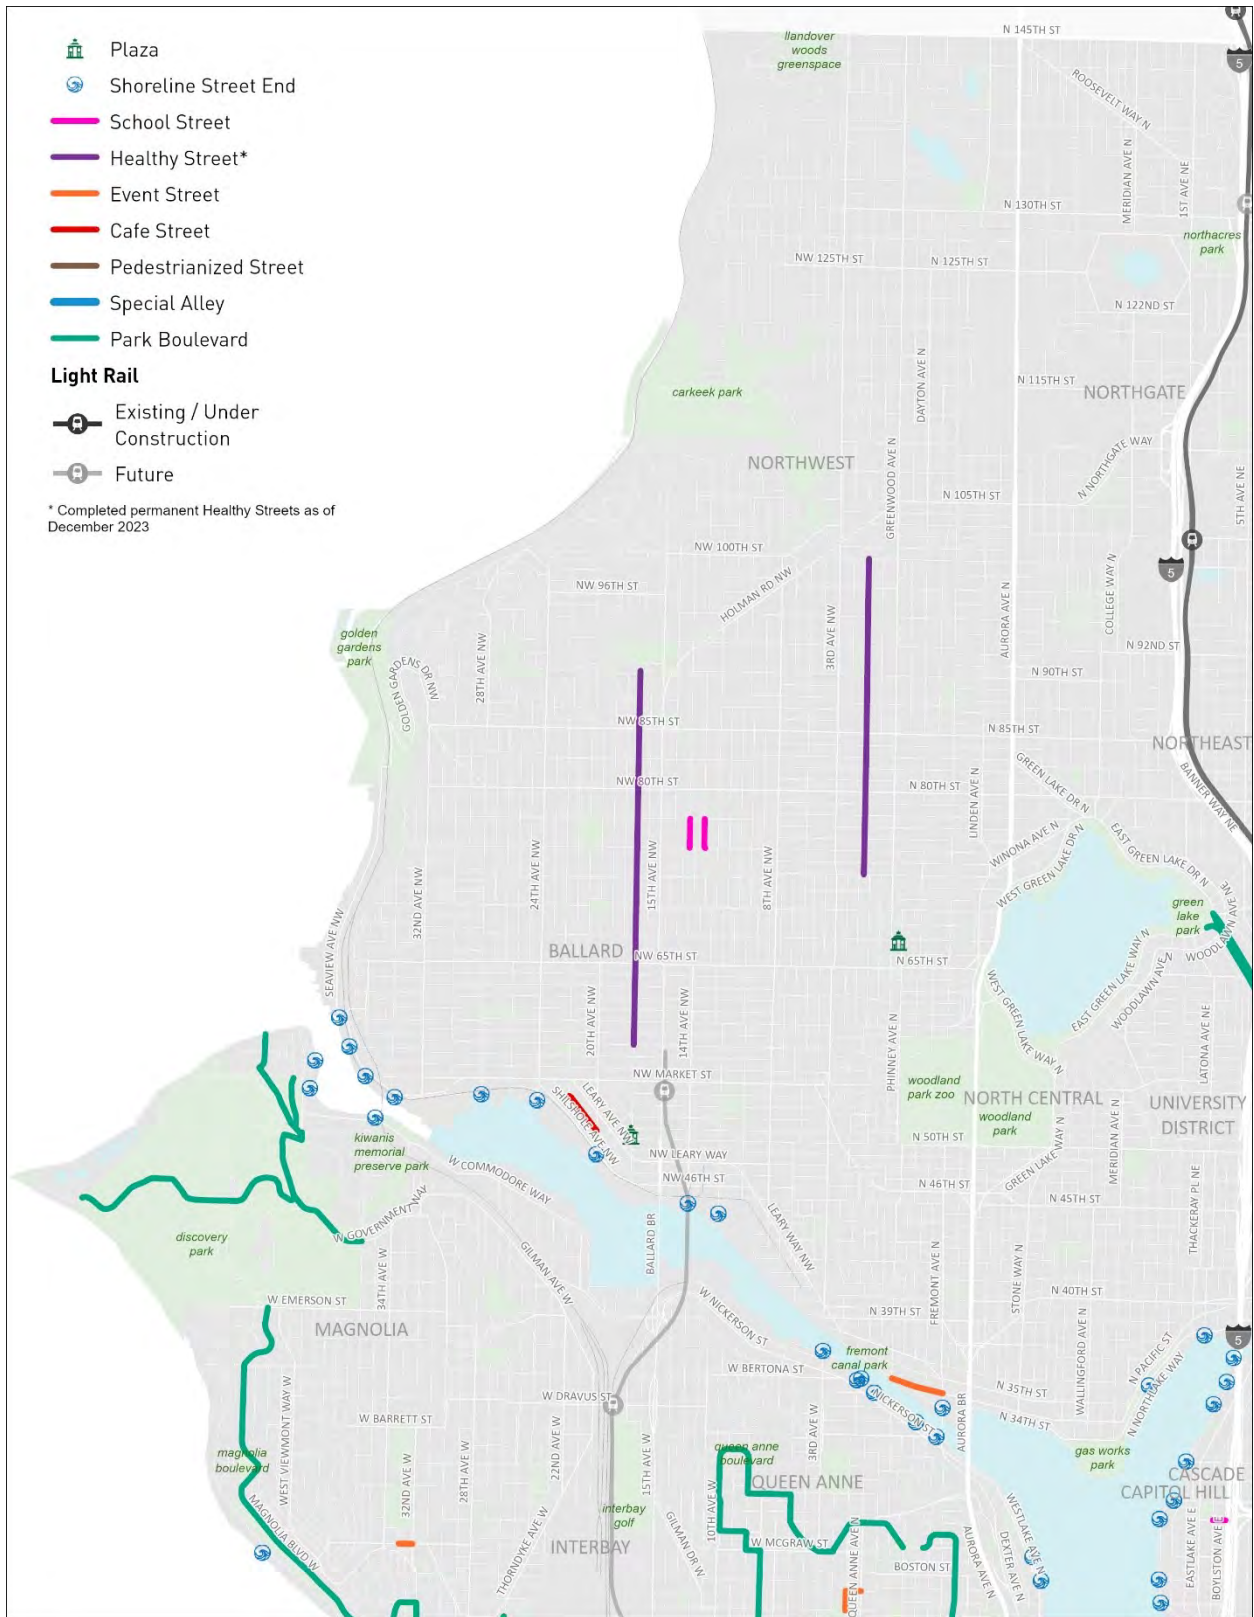 Plaza
Shoreline Street End
School Street
Healthy Street*
Event Street
Cafe Street
Pedestrianized Street
Special Alley
Park Boulevard
Light Rail
Existing / Under
Construction
Future
* Completed permanent Healthy Streets as of
December 2023
N 145TH ST
llandover
woods
greenspace
5
ROOSEVELT WAY N
MERIDIAN AVE N
1ST AVE NE
N 130TH ST
northacres
park
NW 125TH ST
N 125TH ST
N 122ND ST
DAYTON AVE N
N 115TH ST
NORTHGATE
carkeek park
NORTHWEST
GREENWOOD AVE N
N NORTHGATE WAY
N 105TH ST
5TH AVE NE
NW 100TH ST
5
NW 96TH ST
HOLMAN RD NW
3RD AVE NW
AURORA AVE N
COLLEGE WAY N
golden
gardens
park
GOLDEN GARDENS DR NW
28TH AVE NW
N 92ND ST
N 90TH ST
NW 85TH ST
N 85TH ST
NORTHEAST
NW 80TH ST
N 80TH ST
LINDEN AVE N
GREEN LAKE DR N
BANNER WAY NE
WINONA AVE N
WEST GREEN LAKE DR N
EAST GREEN LAKE DR N
32ND AVE NW
24TH AVE NW
15TH AVE NW
8TH AVE NW
green
lake
park
WOODLAWN AVE NE
SEAVIEW AVE NW
BALLARD
NW 65TH ST
N 65TH ST
WEST GREEN LAKE WAY N
EAST GREEN LAKE WAY N
WOODLAWN AVE N
20TH AVE NW
14TH AVE NW
PHINNEY AVE N
LATONA AVE NE
NW MARKET ST
woodland
park zoo
NORTH CENTRAL
woodland
park
UNIVERSITY
DISTRICT
LEARY AVE NW
SHILSHOLE AVE NW
kiwanis
memorial
preserve park
N 50TH ST
NW LEARY WAY
W COMMODORE WAY
NW 46TH ST
N 46TH ST
GREEN LAKE WAY N
MERIDIAN AVE N
N 45TH ST
THACKERAY PL NE
W GOVERNMENT WAY
discovery
park
34TH AVE W
GILMAN AVE W
BALLARD BR
LEARY WAY NW
FREMONT AVE N
STONE WAY N
N 40TH ST
W EMERSON ST
MAGNOLIA
W NICKERSON ST
N 39TH ST
WALLINGFORD AVE N
5
fremont
canal park
N PACIFIC ST
W BERTONA ST
N NORTHLAKE WAY
W DRAVUS ST
NICKERSON ST
N 35TH ST
N 34TH ST
AURORA BR
WEST VIEWMONT WAY W
W BARRETT ST
3RD AVE W
magnolia
boulevard
32ND AVE W
28TH AVE W
22ND AVE W
15TH AVE W
queen anne
boulevard
QUEEN ANNE
gas works
park
CASCADE
CAPITOL HILL
10TH AVE W
interbay
golf
GILMAN DR W
MAGNOLIA BLVD W
THORNDYKE AVE W
INTERBAY
W MCGRAW ST
QUEEN ANNE AVE N
BOSTON ST
AURORA AVE N
DEXTER AVE N
WESTLAKE AVE N
EASTLAKE AVE E
BOYLSTON AVE E